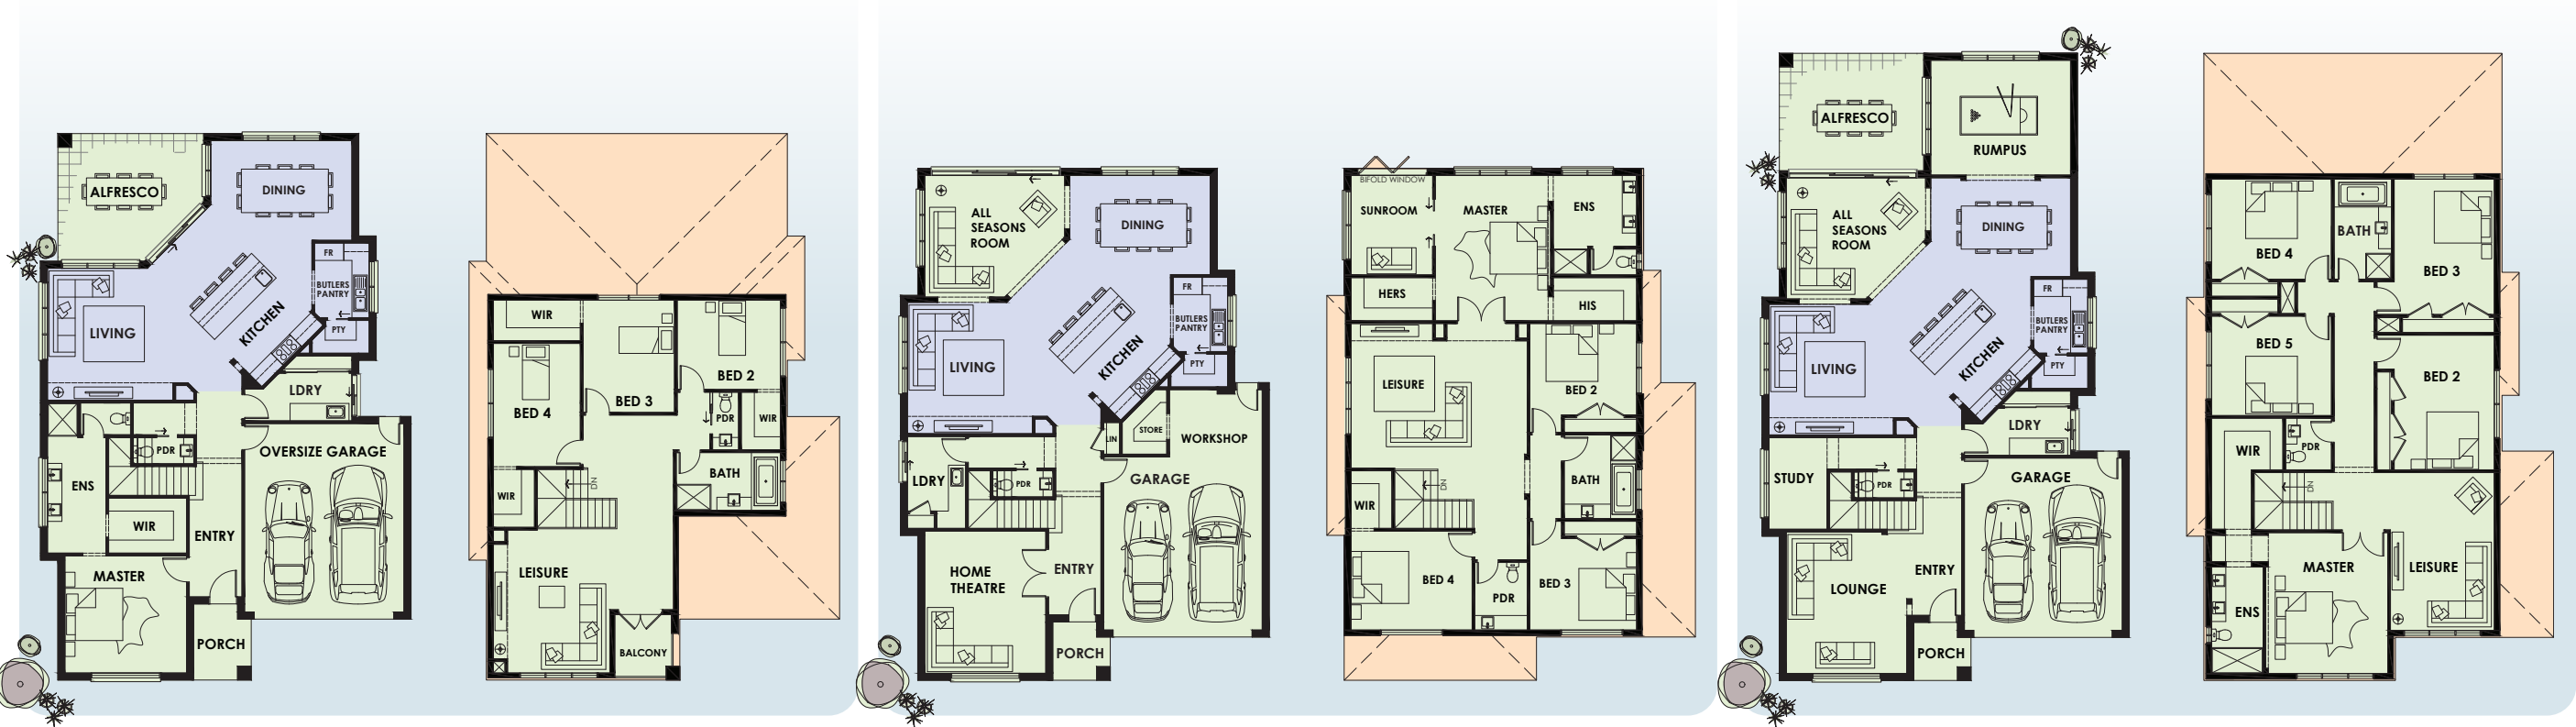 ALFRESCO
DINING
FR
BUTLERS
PANTRY
PTY
LIVING
KITCHEN
LDRY
PDR
OVERSIZE GARAGE
ENS
WIR
ENTRY
MASTER
PORCH
WIR
BED 4
BED 3
BED 2
PDR
WIR
BATH
WIR
DN
LEISURE
BALCONY
ALL
SEASONS
ROOM
DINING
FR
BUTLERS
PANTRY
PTY
LIVING
KITCHEN
LIN
STORE
WORKSHOP
LDRY
PDR
GARAGE
HOME
THEATRE
ENTRY
PORCH
BIFOLD WINDOW
SUNROOM
MASTER
ENS
HERS
HIS
LEISURE
BED 2
WIR
DN
BATH
BED 4
PDR
BED 3
ALFRESCO
RUMPUS
ALL
SEASONS
ROOM
DINING
FR
BUTLERS
PANTRY
PTY
LIVING
KITCHEN
LDRY
STUDY
PDR
GARAGE
LOUNGE
ENTRY
PORCH
BED 4
BATH
BED 3
BED 5
BED 2
WIR
PDR
DN
MASTER
LEISURE
ENS